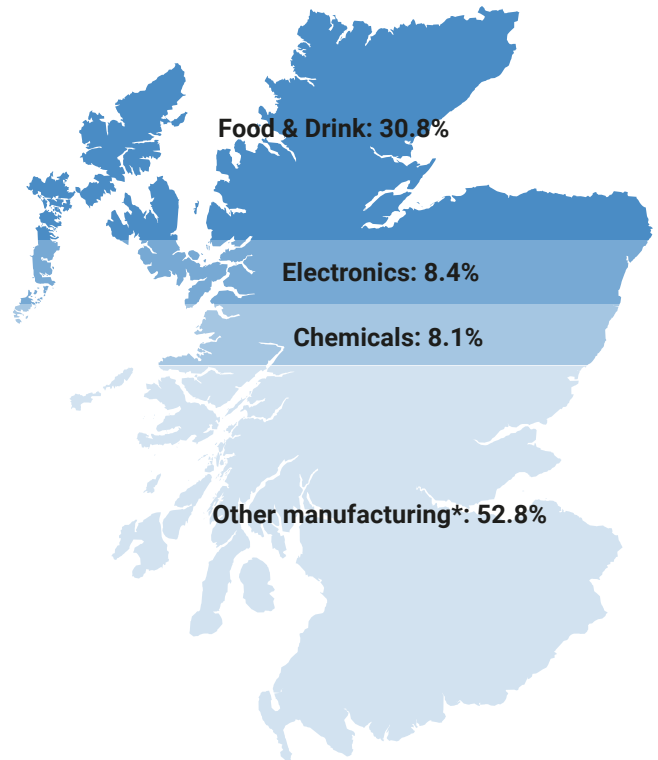 Food & Drink: 30.8%
Electronics: 8.4%
Chemicals: 8.1%
Other manufacturing*: 52.8%